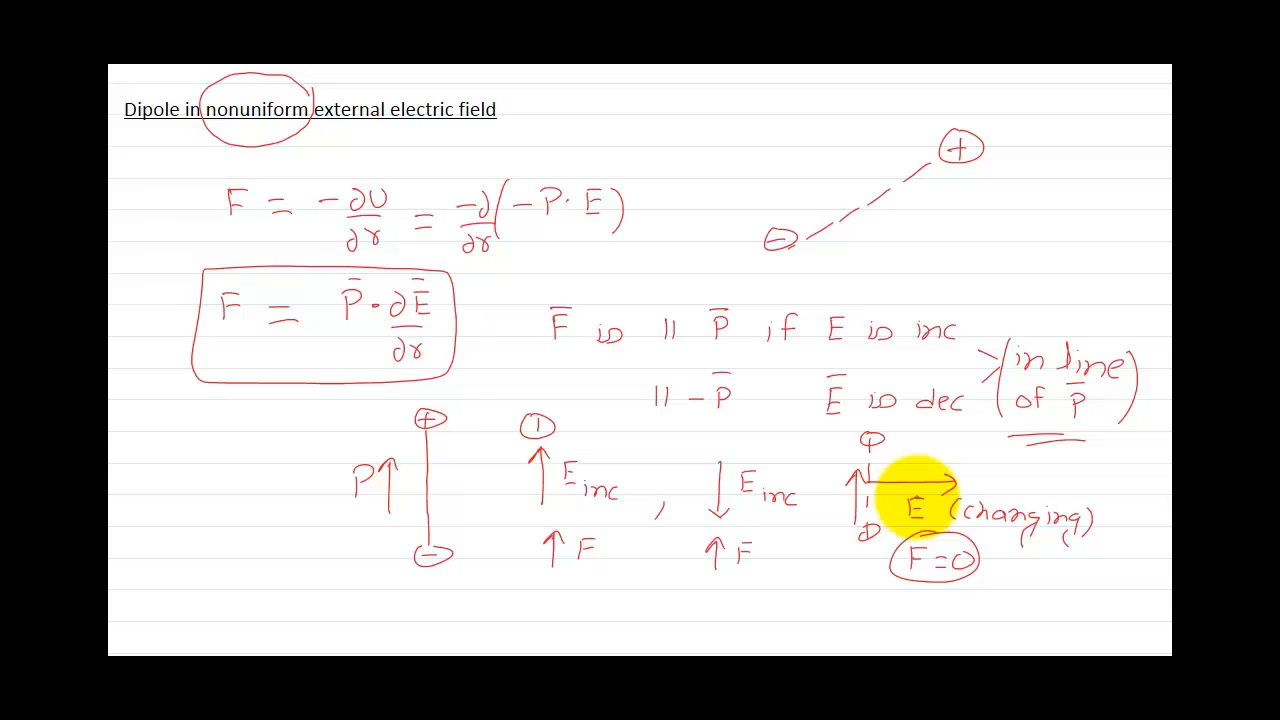 Dipole in nonuniform external electric field
+
F = -∂U/∂r = -∂/∂r (-P·E)
-
F = P̄·∂Ē/∂r
F̄ is || P̄ if E is inc
|| -P̄ Ē is dec (in line of P̄)
+
P
-
E inc
F
,
E inc
F
E (changing)
F=0